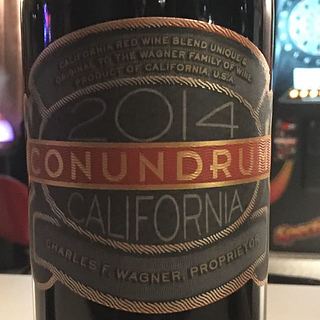 CALIFORNIA RED WINE BLEND UNIQUE &
ORIGINAL TO THE WAGNER FAMILY OF WINE
PRODUCT OF CALIFORNIA, U.S.A.
2014
CONUNDRUM
CALIFORNIA
CHARLES F. WAGNER, PROPRIETOR